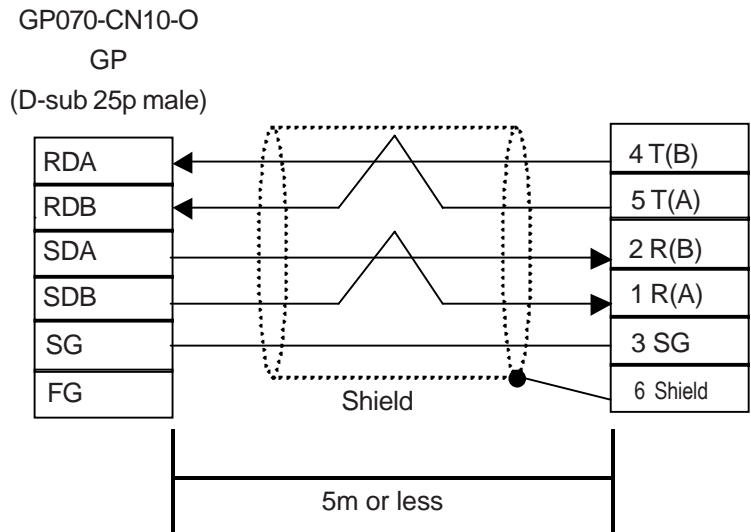 GP070-CN10-O
GP
(D-sub 25p male)
RDA
RDB
SDA
SDB
SG
FG
4 T(B)
5 T(A)
2 R(B)
1 R(A)
3 SG
6 Shield
Shield
5m or less